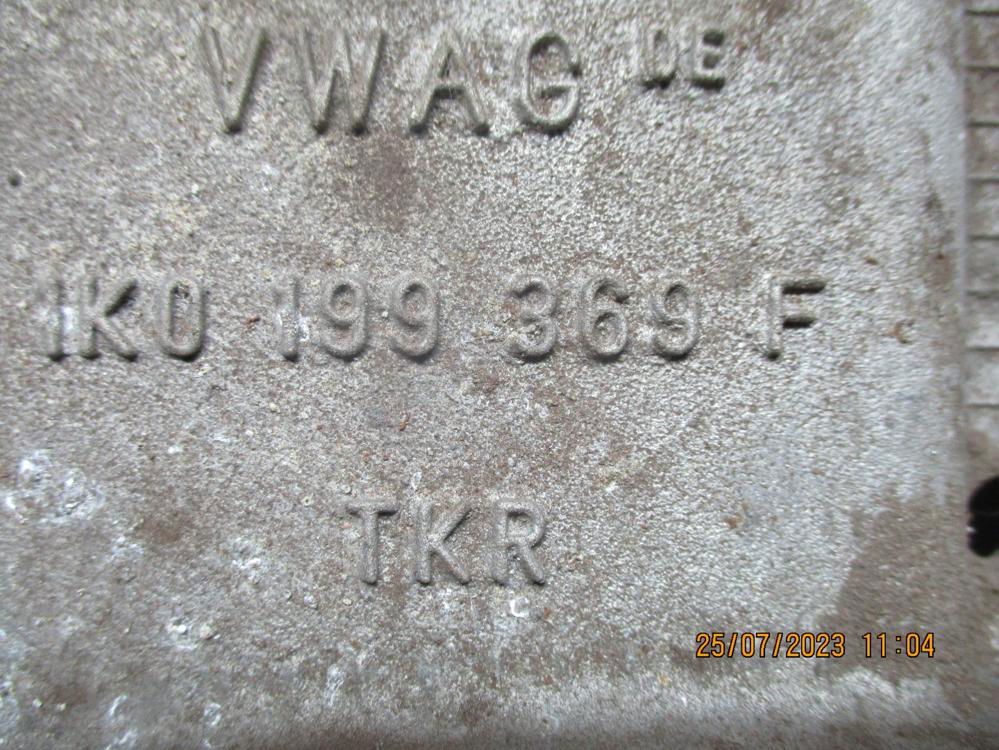 VWAG DE
1K0 199 369 F
TKR
25/07/2023 11:04